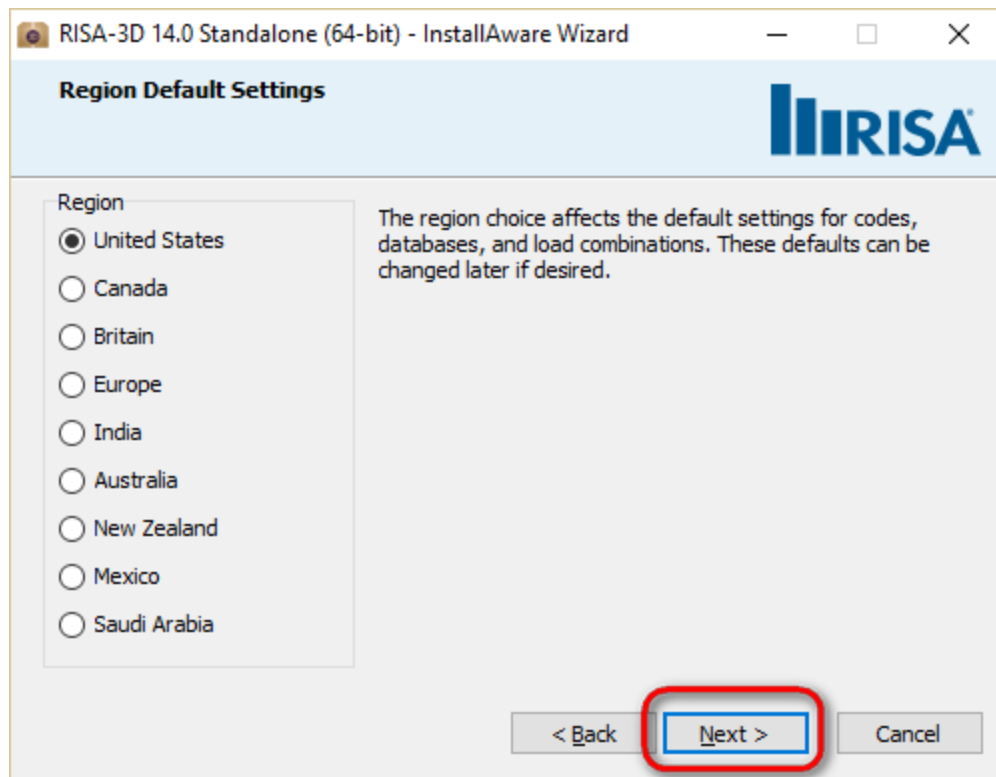 RISA-3D 14.0 Standalone (64-bit) - InstallAware Wizard
Region Default Settings
RISA
Region
United States
Canada
Britain
Europe
India
Australia
New Zealand
Mexico
Saudi Arabia
The region choice affects the default settings for codes,
databases, and load combinations. These defaults can be
changed later if desired.
< Back
Next >
Cancel